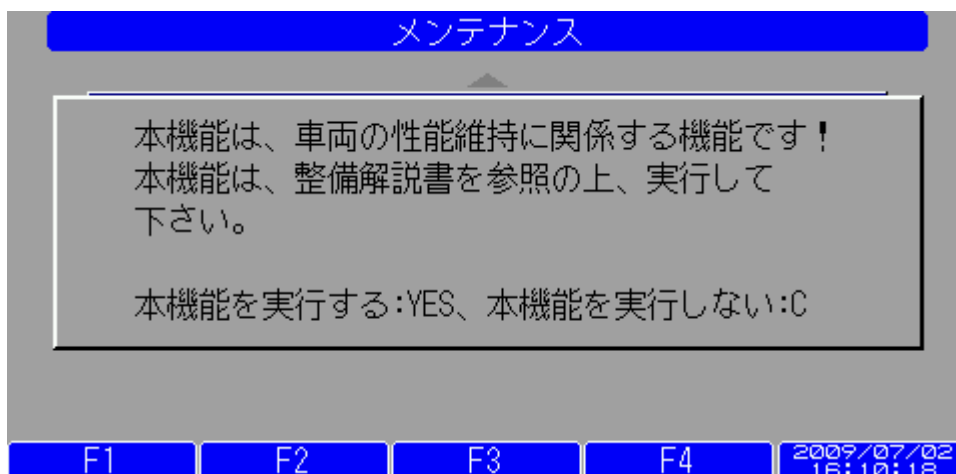 メンテナンス
本機能は、車両の性能維持に関係する機能です！
本機能は、整備解説書を参照の上、実行して
下さい。
本機能を実行する:YES、本機能を実行しない:C
F1 F2 F3 F4 2009/07/02
16:10:18